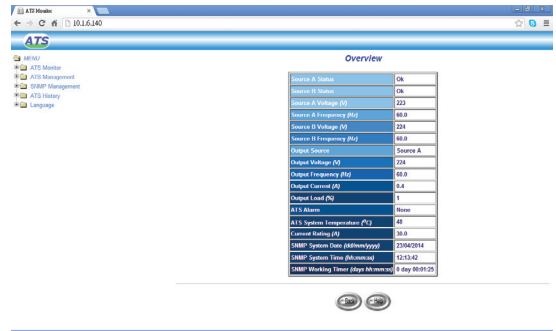 ATS Monitor
10.1.6.140
ATS
MENU
ATS Monitor
ATS Management
SNMP Management
ATS History
Language
Overview
Source A Status Ok
Source B Status Ok
Source A Voltage (V) 223
Source A Frequency (Hz) 60.0
Source B Voltage (V) 224
Source B Frequency (Hz) 60.0
Output Source Source A
Output Voltage (V) 224
Output Frequency (Hz) 60.0
Output Current (A) 0.4
Output Load (%) 1
ATS Alarm None
ATS System Temperature (ºC) 40
Current Rating (A) 30.0
SNMP System Date (dd/mm/yyyy) 23/04/2014
SNMP System Time (hh:mm:ss) 12:13:42
SNMP Working Timer (days hh:mm:ss) 0 day 00:01:25